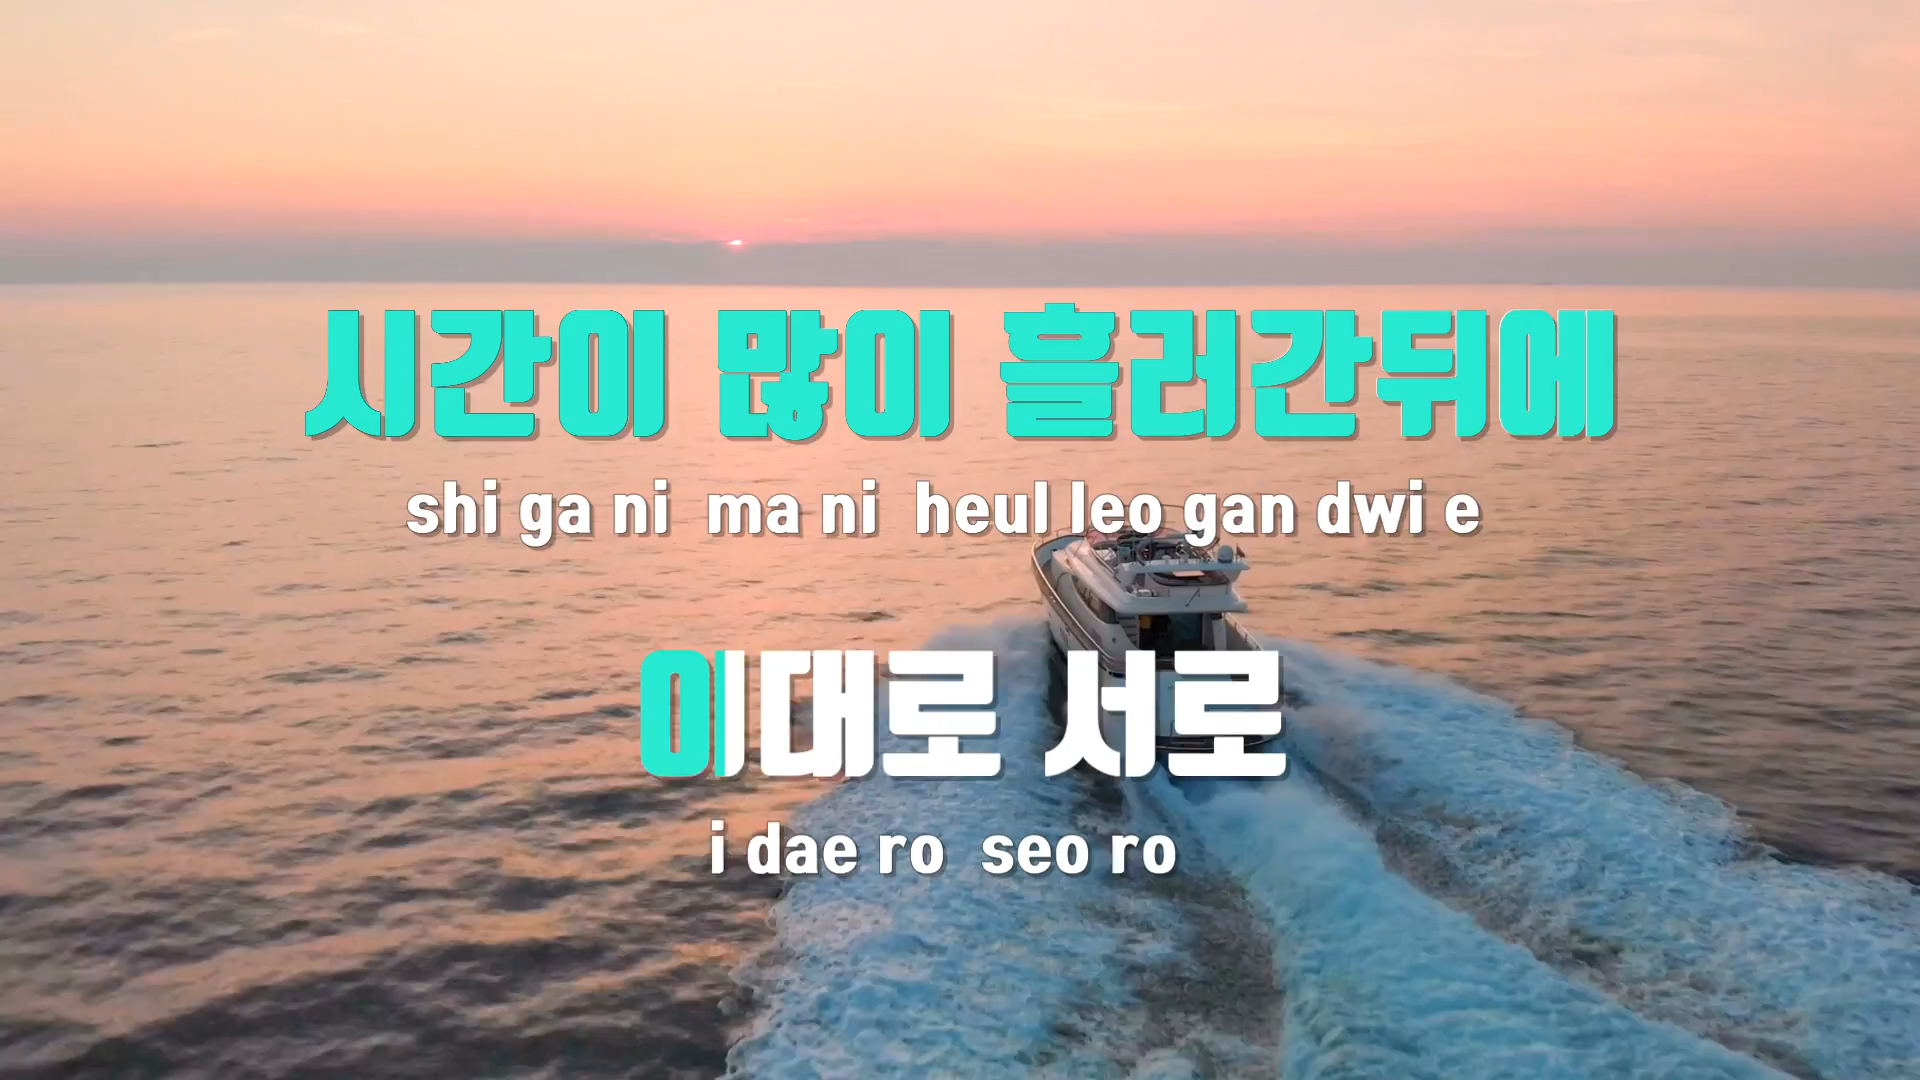 시간이 많이 흘러간뒤에
shi ga ni ma ni heul leo gan dwi e
이대로 서로
i dae ro seo ro